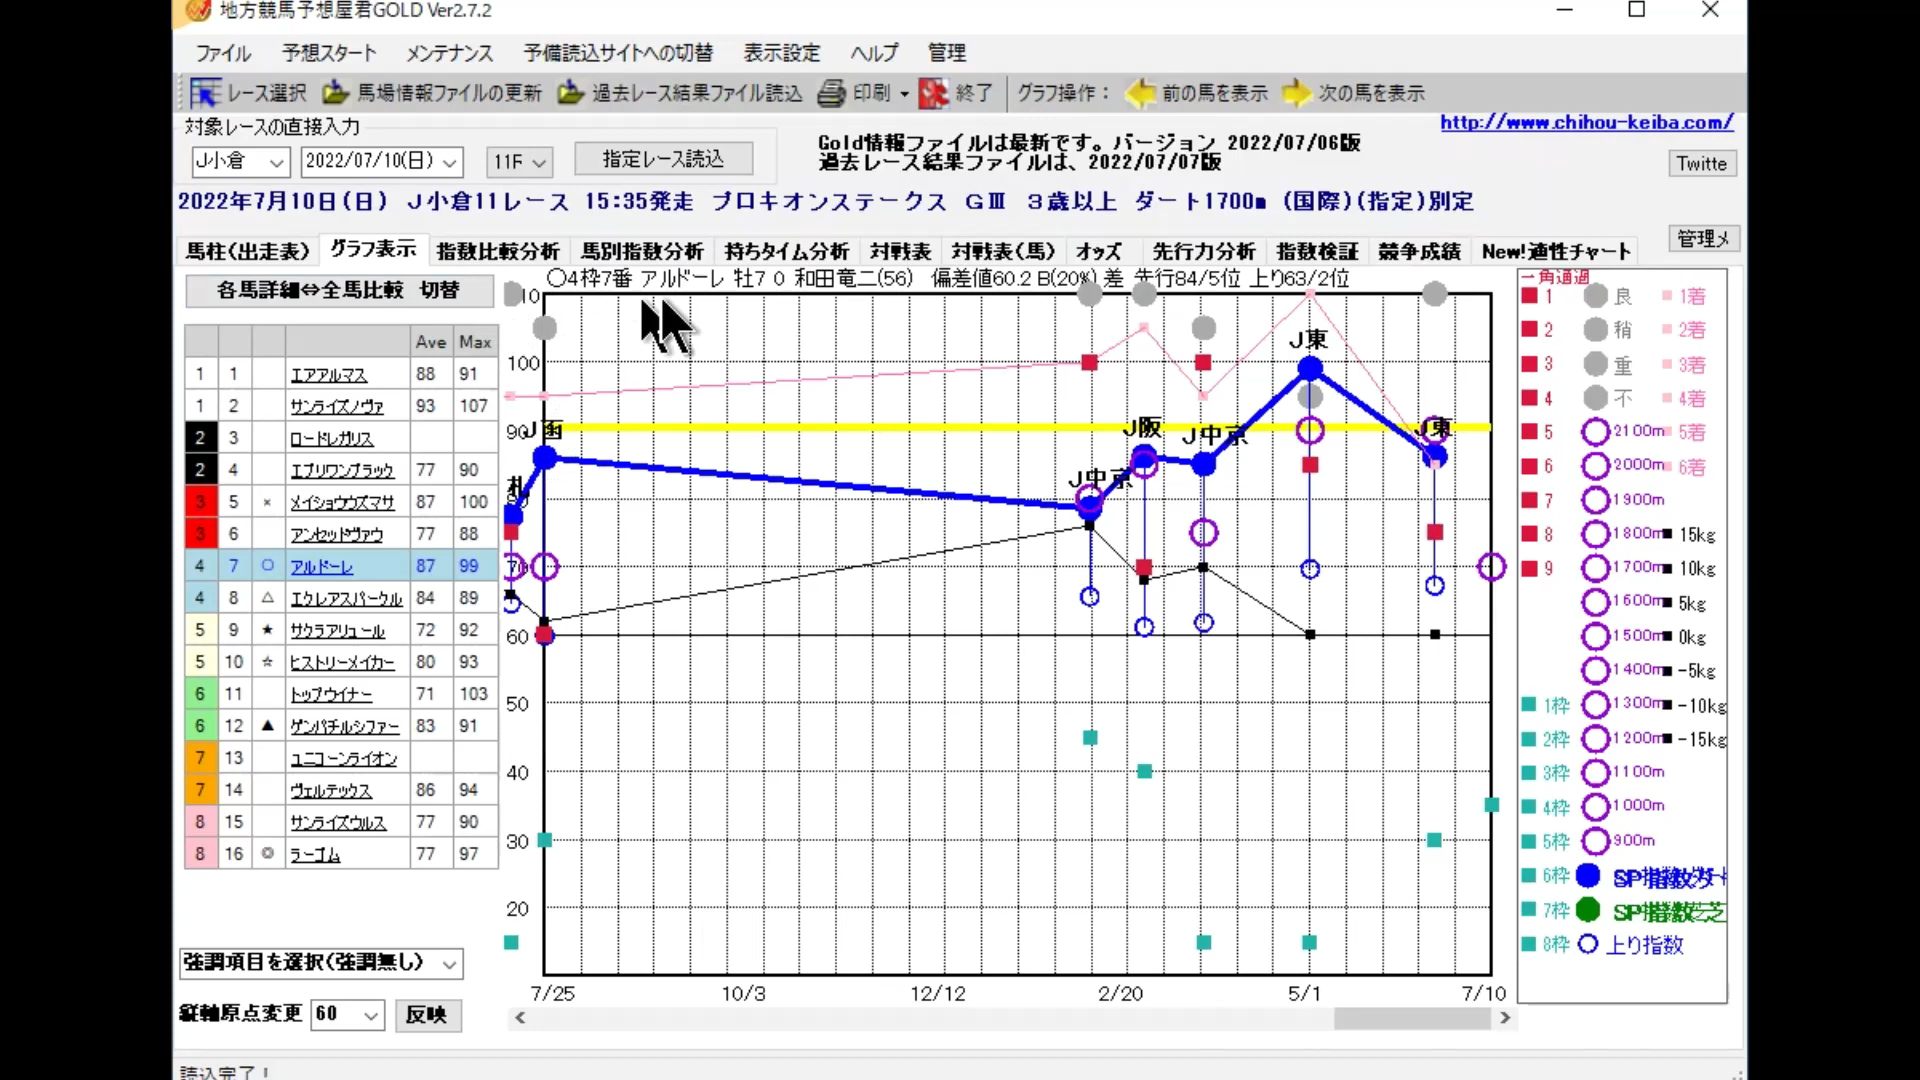 地方競馬予想屋君GOLD Ver2.7.2
ファイル 予想スタート メンテナンス 予備読込サイトへの切替 表示設定 ヘルプ 管理
レース選択 馬場情報ファイルの更新 過去レース結果ファイル読込 印刷 終了 グラフ操作： 前の馬を表示 次の馬を表示
対象レースの直接入力
http://www.chihou-keiba.com/
J小倉 2022/07/10(日) 11R 指定レース読込
Gold情報ファイルは最新です。バージョン 2022/07/06版
過去レース結果ファイルは、2022/07/07版
Twitte
2022年7月10日(日) J小倉11レース 15:35発走 プロキオンステークス GⅢ 3歳以上 ダート1700m (国際)(指定)別定
管理メ
馬柱(出走表) グラフ表示 指数比較分析 馬別指数分析 持ちタイム分析 対戦表 対戦表(馬) オッズ 先行力分析 指数検証 競争成績 New!適性チャート
各馬詳細⇔全馬比較 切替
○4枠7番 アルドーレ 牡7 0 和田竜二(56) 偏差値60.2 B(20%) 差 先行84/5位 上り63/2位
Ave Max
1 1 エアアルマス 88 91
1 2 サンライズノヴァ 93 107
2 3 ロードレガリス
2 4 エブリワンブラック 77 90
3 5 × メイショウウズマサ 87 100
3 6 アンセッドヴァウ 77 88
4 7 ○ アルドーレ 87 99
4 8 △ エクレアスパークル 84 89
5 9 ★ サクラアリュール 72 92
5 10 ☆ ヒストリーメイカー 80 93
6 11 トップウイナー 71 103
6 12 ▲ ゲンパチルシファー 83 91
7 13 ユニコーンライオン
7 14 ヴェルテックス 86 94
8 15 サンライズウルス 77 90
8 16 ◎ ラーゴム 77 97
強調項目を選択(強調無し)
縦軸原点変更 60 反映
10
100
90
80
70
60
50
40
30
20
札
J函
J中京
J阪
J中京
J東
J東
7/25 10/3 12/12 2/20 5/1 7/10
一角通過
1 良 1着
2 稍 2着
3 重 3着
4 不 4着
5 2100m 5着
6 2000m 6着
7 1900m
8 1800m 15kg
9 1700m 10kg
1600m 5kg
1500m 0kg
1400m -5kg
1枠 1300m -10kg
2枠 1200m -15kg
3枠 1100m
4枠 1000m
5枠 900m
6枠 SP指数
7枠 SP指数 芝
8枠 上り指数
読込完了！